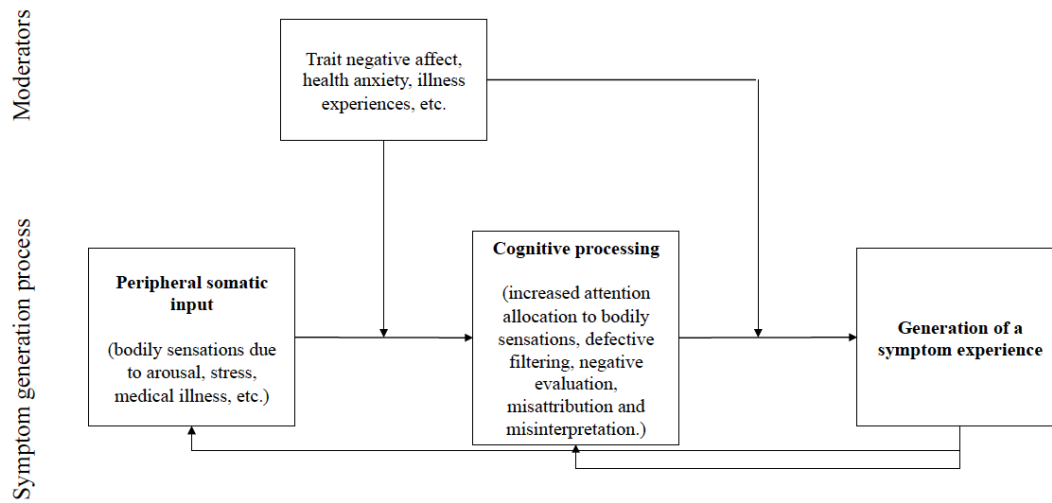 Moderators
Trait negative affect,
health anxiety, illness
experiences, etc.
Symptom generation process
Peripheral somatic
input
(bodily sensations due
to arousal, stress,
medical illness, etc.)
Cognitive processing
(increased attention
allocation to bodily
sensations, defective
filtering, negative
evaluation,
misattribution and
misinterpretation.)
Generation of a
symptom experience